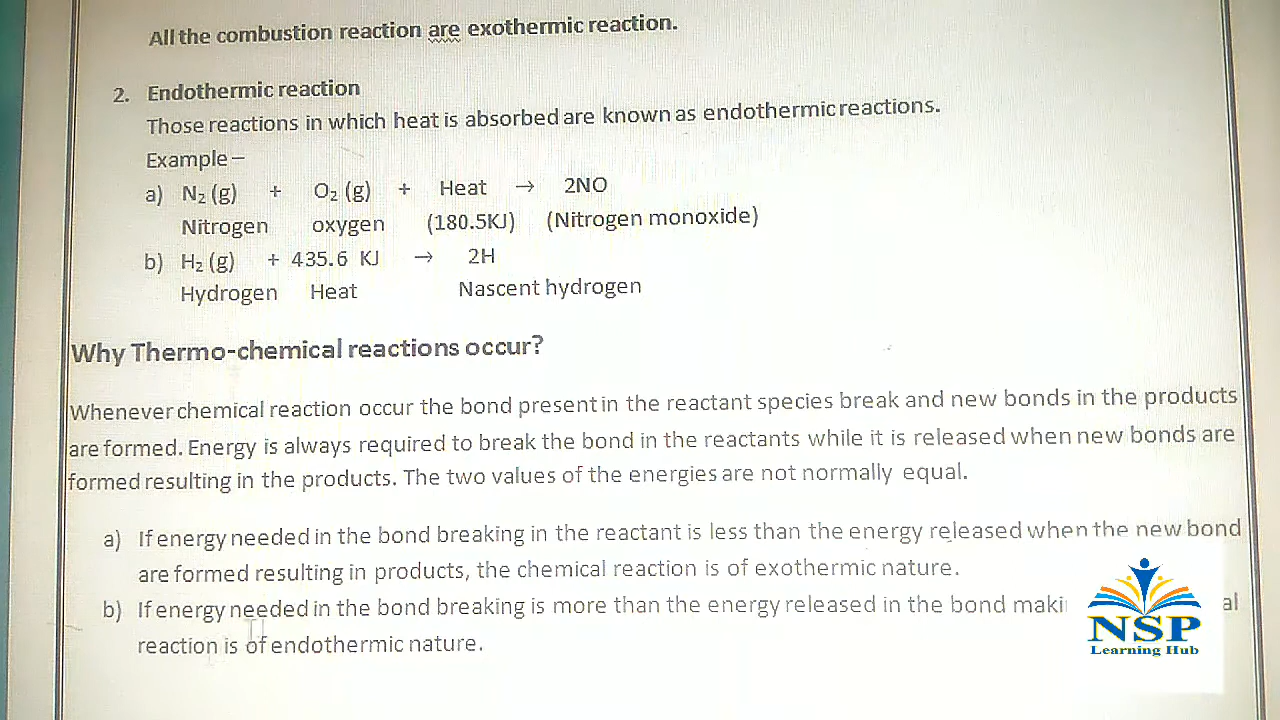 All the combustion reaction are exothermic reaction.
2. Endothermic reaction
Those reactions in which heat is absorbed are known as endothermic reactions.
Example –
a) N₂ (g) + O₂ (g) + Heat → 2NO
Nitrogen oxygen (180.5KJ) (Nitrogen monoxide)
b) H₂ (g) + 435.6 KJ → 2H
Hydrogen Heat Nascent hydrogen
Why Thermo-chemical reactions occur?
Whenever chemical reaction occur the bond present in the reactant species break and new bonds in the products
are formed. Energy is always required to break the bond in the reactants while it is released when new bonds are
formed resulting in the products. The two values of the energies are not normally equal.
a) If energy needed in the bond breaking in the reactant is less than the energy released when the new bond
are formed resulting in products, the chemical reaction is of exothermic nature.
b) If energy needed in the bond breaking is more than the energy released in the bond
reaction is of endothermic nature.
NSP
Learning Hub